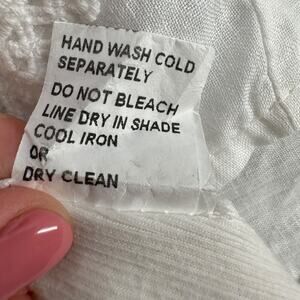 HAND WASH COLD
SEPARATELY
DO NOT BLEACH
LINE DRY IN SHADE
COOL IRON
OR
DRY CLEAN